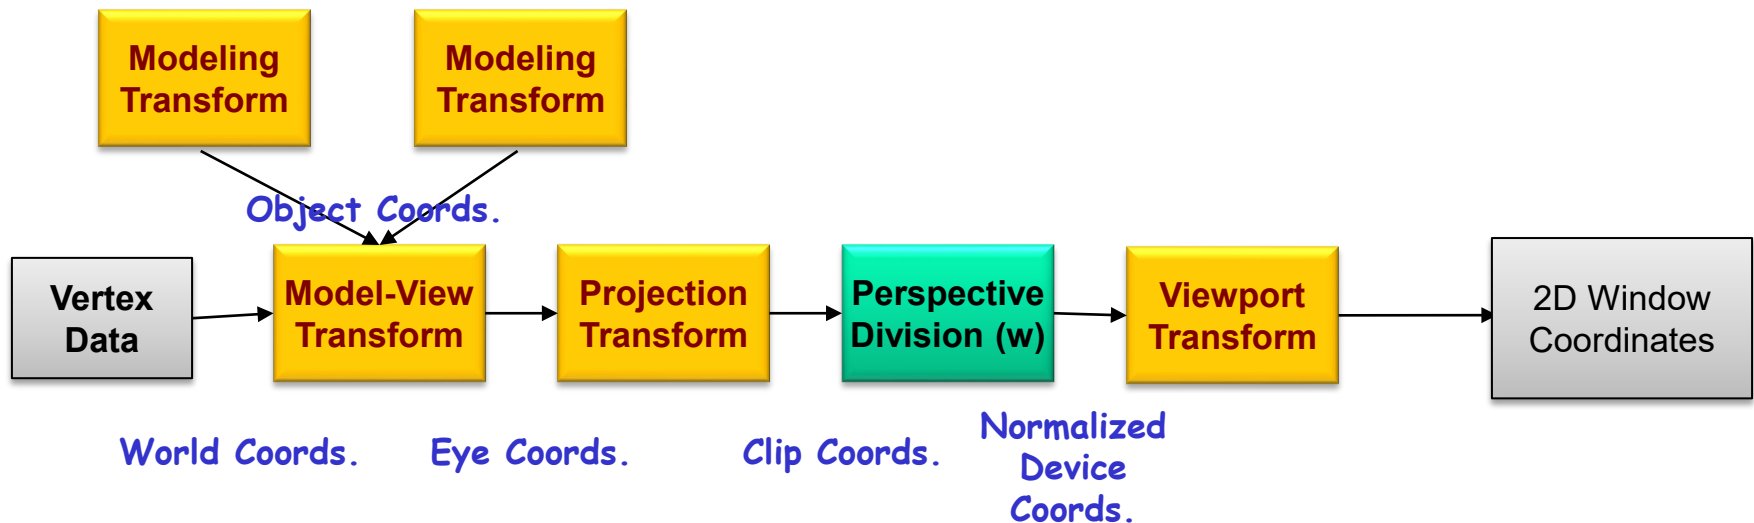 Modeling
Transform
Modeling
Transform
Object Coords.
Vertex
Data
Model-View
Transform
Projection
Transform
Perspective
Division (w)
Viewport
Transform
2D Window
Coordinates
World Coords.
Eye Coords.
Clip Coords.
Normalized
Device
Coords.